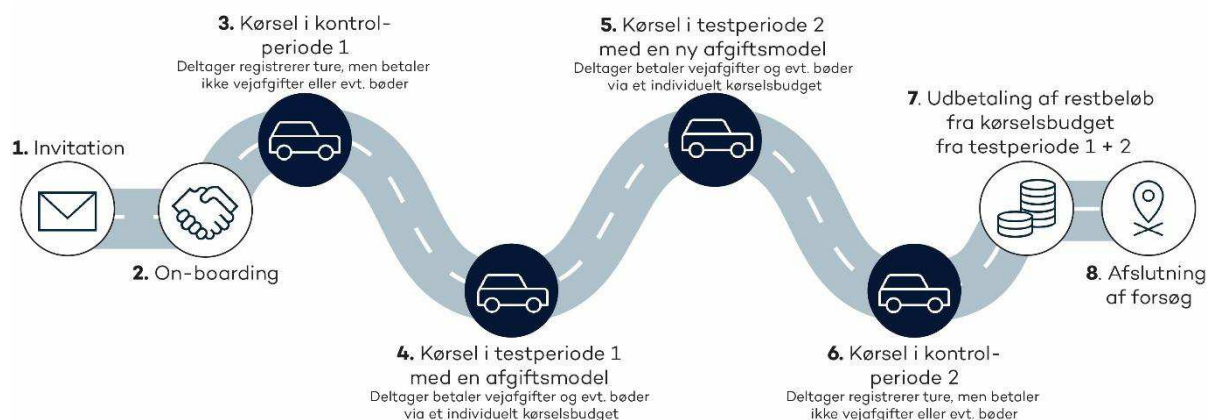 1. Invitation
2. On-boarding
3. Kørsel i kontrol-
periode 1
Deltager registrerer ture, men betaler
ikke vejafgifter eller evt. bøder
4. Kørsel i testperiode 1
med en afgiftsmodel
Deltager betaler vejafgifter og evt. bøder
via et individuelt kørselsbudget
5. Kørsel i testperiode 2
med en ny afgiftsmodel
Deltager betaler vejafgifter og evt. bøder
via et individuelt kørselsbudget
6. Kørsel i kontrol-
periode 2
Deltager registrerer ture, men betaler
ikke vejafgifter eller evt. bøder
7. Udbetaling af restbeløb
fra kørselsbudget
fra testperiode 1 + 2
8. Afslutning
af forsøg